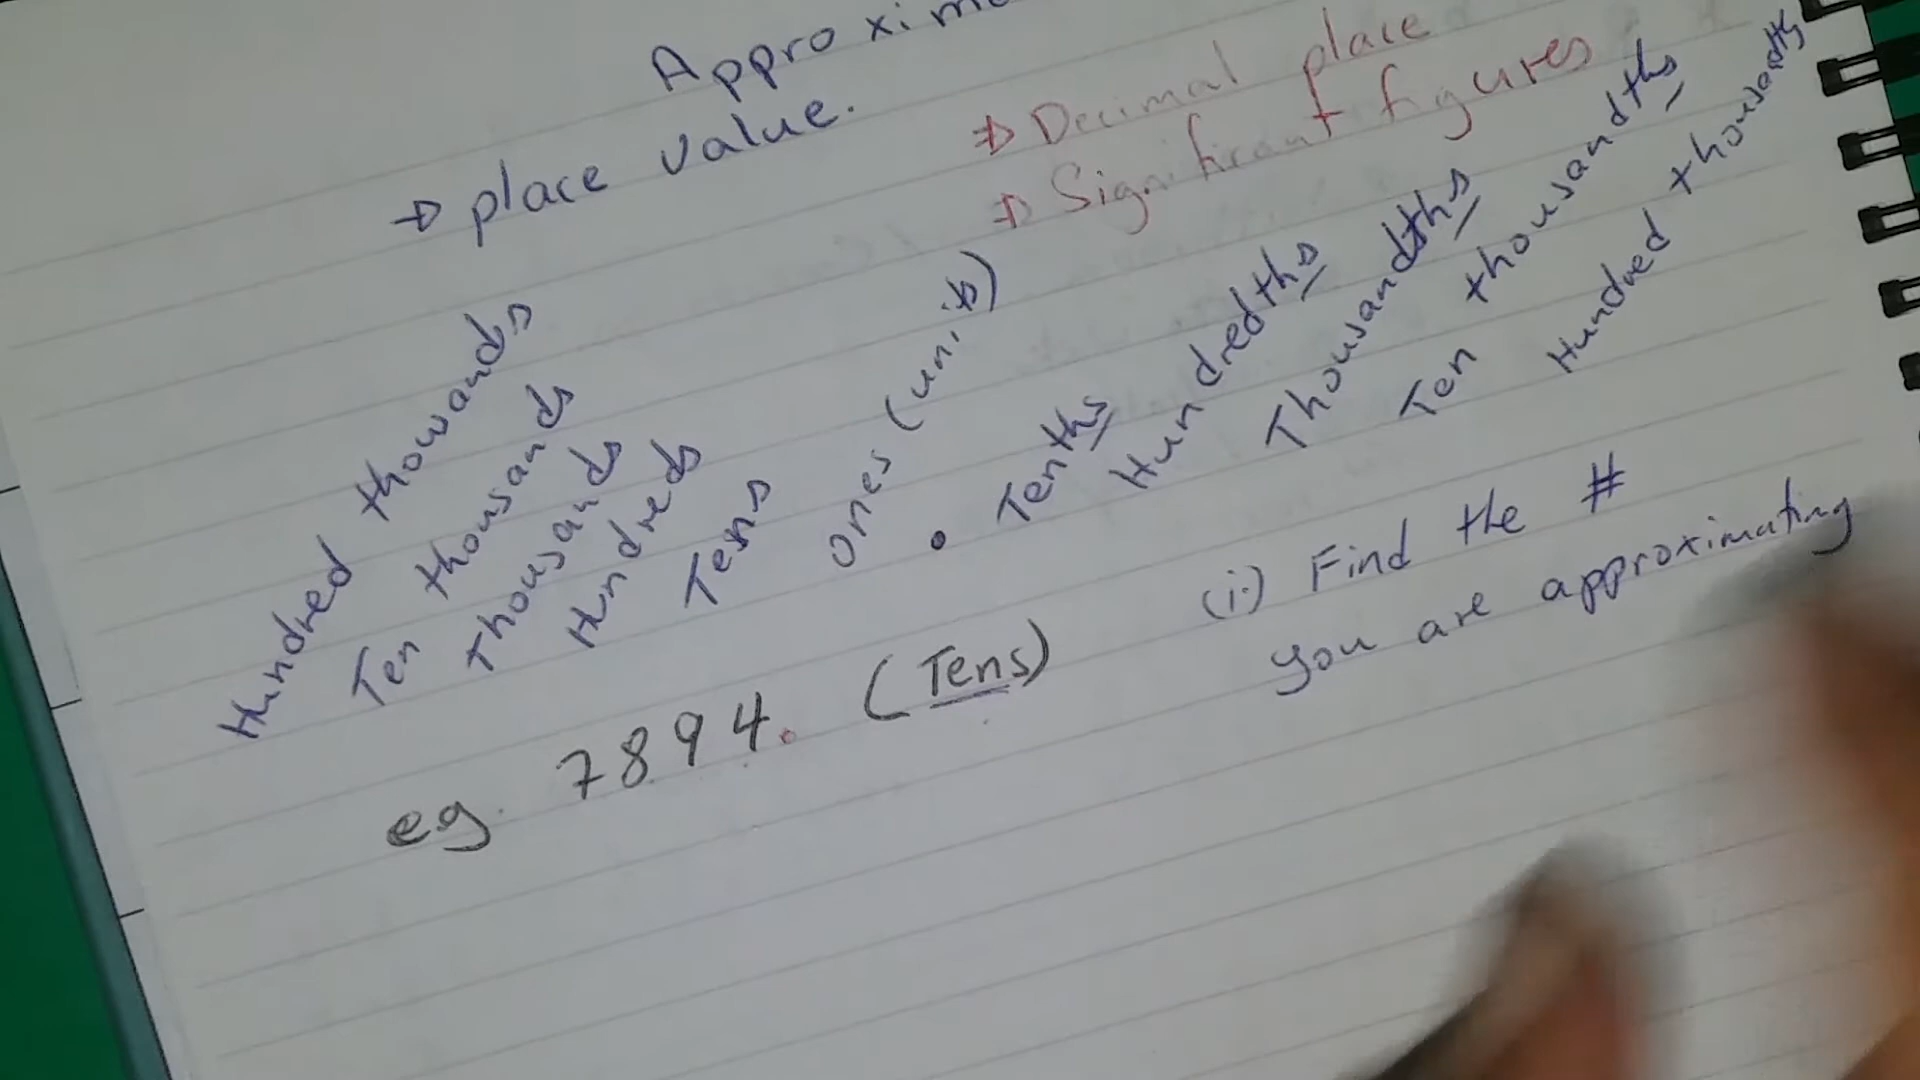 Approxim
→ place value.
⇒ Decimal place
⇒ Significant figures
Hundred thousands
Ten thousands
Thousands
Hundreds
Tens
Ones (units)
.
Tenths
Hundredths
Thousandths
Ten thousandths
Hundred thousandths
eg. 7894. (Tens)
(i) Find the #
you are approximating